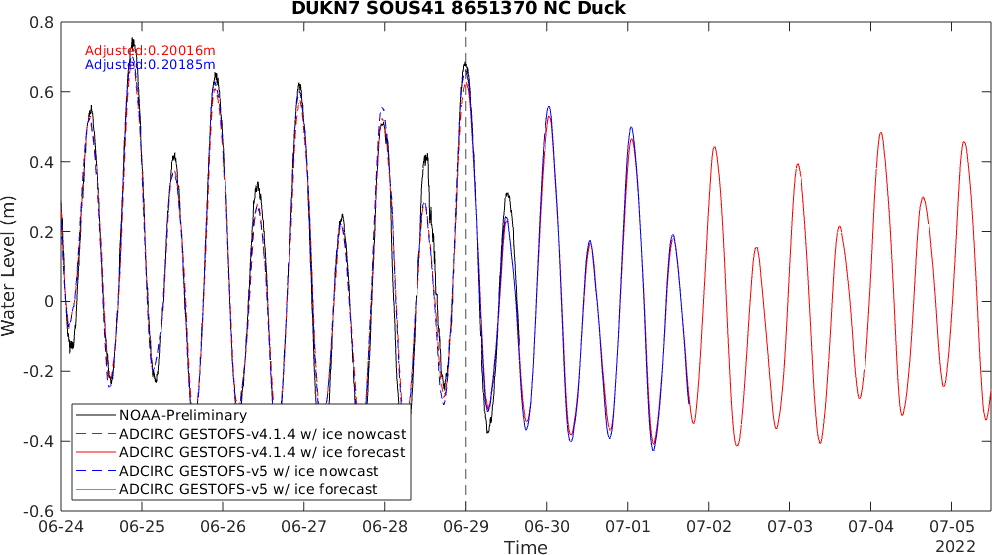 DUKN7 SOUS41 8651370 NC Duck
Adjusted:0.20016m
Adjusted:0.20185m
Water Level (m)
0.8
0.6
0.4
0.2
0
-0.2
-0.4
-0.6
NOAA-Preliminary
ADCIRC GESTOFS-v4.1.4 w/ ice nowcast
ADCIRC GESTOFS-v4.1.4 w/ ice forecast
ADCIRC GESTOFS-v5 w/ ice nowcast
ADCIRC GESTOFS-v5 w/ ice forecast
06-24 06-25 06-26 06-27 06-28 06-29 06-30 07-01 07-02 07-03 07-04 07-05
Time
2022